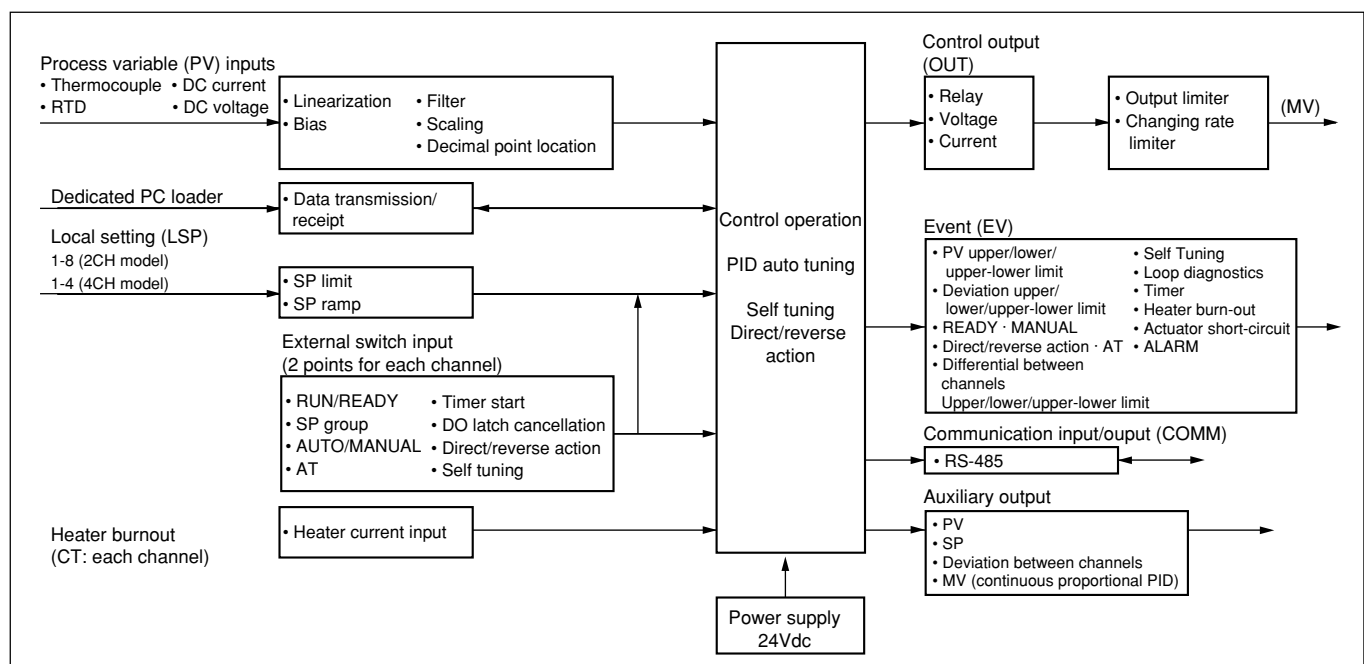 Process variable (PV) inputs
• Thermocouple • DC current
• RTD • DC voltage
• Linearization
• Bias
• Filter
• Scaling
• Decimal point location
Dedicated PC loader
• Data transmission/
receipt
Local setting (LSP)
1-8 (2CH model)
1-4 (4CH model)
• SP limit
• SP ramp
External switch input
(2 points for each channel)
• RUN/READY
• SP group
• AUTO/MANUAL
• AT
• Timer start
• DO latch cancellation
• Direct/reverse action
• Self tuning
Heater burnout
(CT: each channel)
• Heater current input
Control operation
PID auto tuning
Self tuning
Direct/reverse
action
Power supply
24Vdc
Control output
(OUT)
• Relay
• Voltage
• Current
• Output limiter
• Changing rate
limiter
(MV)
Event (EV)
• PV upper/lower/
upper-lower limit
• Deviation upper/
lower/upper-lower limit
• READY · MANUAL
• Direct/reverse action · AT
• Differential between
channels
Upper/lower/upper-lower limit
• Self Tuning
• Loop diagnostics
• Timer
• Heater burn-out
• Actuator short-circuit
• ALARM
Communication input/ouput (COMM)
• RS-485
Auxiliary output
• PV
• SP
• Deviation between channels
• MV (continuous proportional PID)